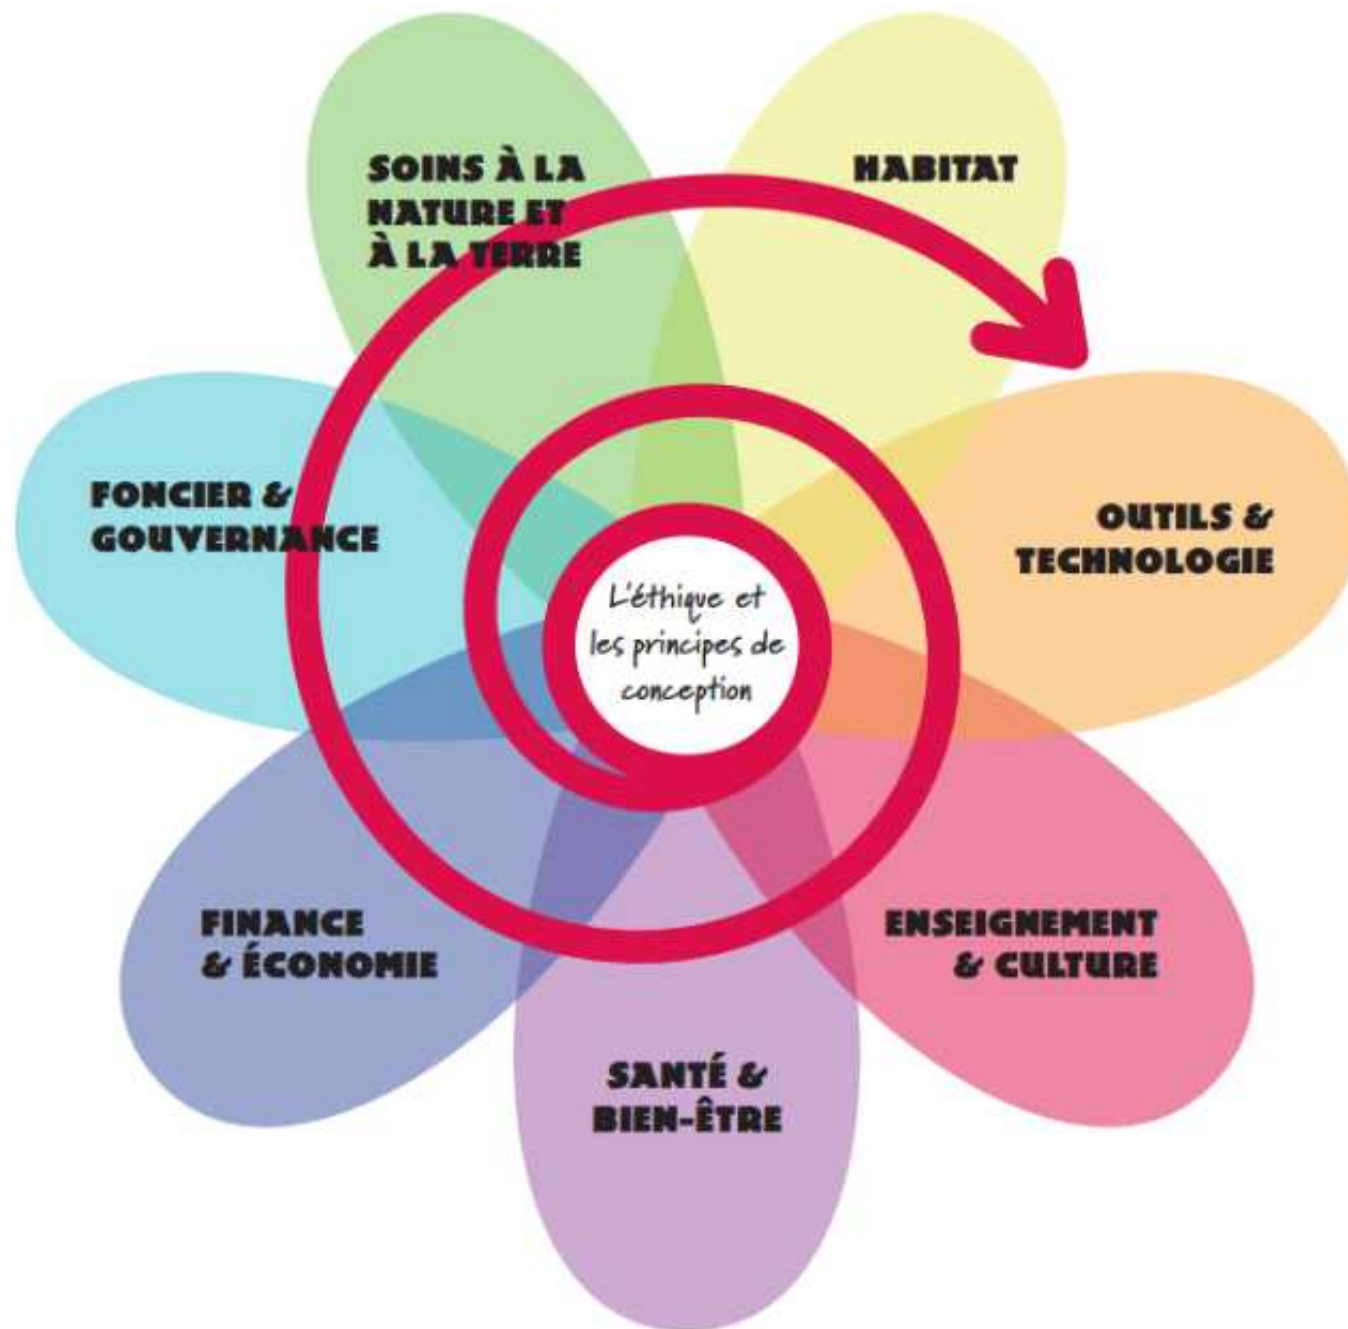 SOINS À LA
NATURE ET
À LA TERRE
HABITAT
OUTILS &
TECHNOLOGIE
ENSEIGNEMENT
& CULTURE
SANTÉ &
BIEN-ÊTRE
FINANCE
& ÉCONOMIE
FONCIER &
GOUVERNANCE
L'éthique et
les principes de
conception